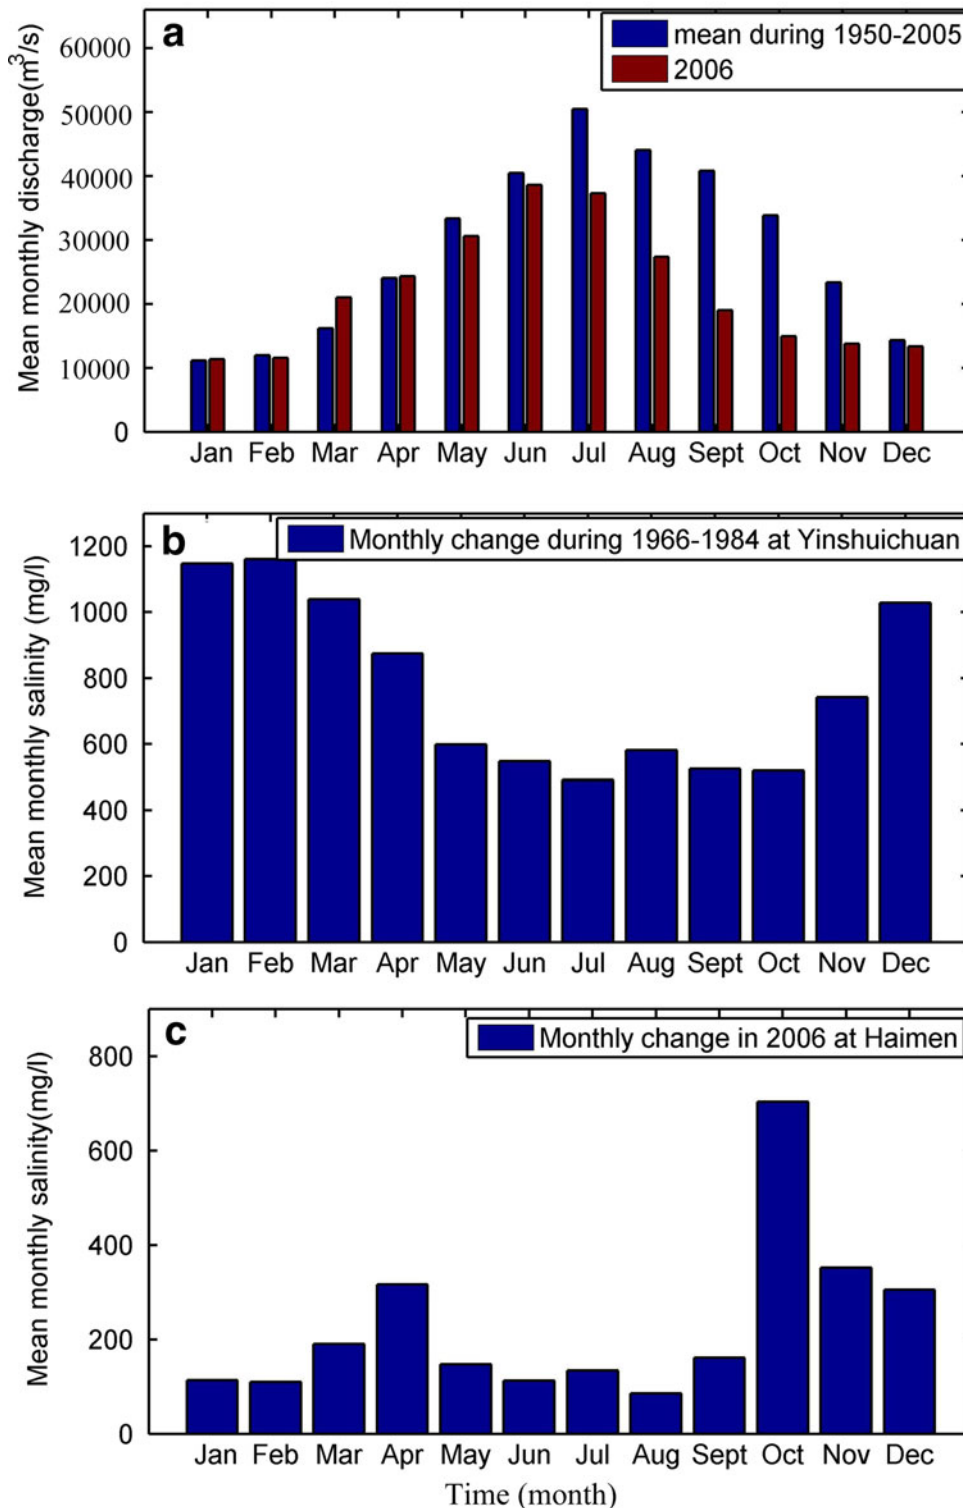 a
mean during 1950-2005
2006
Mean monthly discharge(m³/s)
60000
50000
40000
30000
20000
10000
0
Jan Feb Mar Apr May Jun Jul Aug Sept Oct Nov Dec
b
Monthly change during 1966-1984 at Yinshuichuan
Mean monthly salinity (mg/l)
1200
1000
800
600
400
200
0
Jan Feb Mar Apr May Jun Jul Aug Sept Oct Nov Dec
c
Monthly change in 2006 at Haimen
Mean monthly salinity(mg/l)
800
600
400
200
0
Jan Feb Mar Apr May Jun Jul Aug Sept Oct Nov Dec
Time (month)